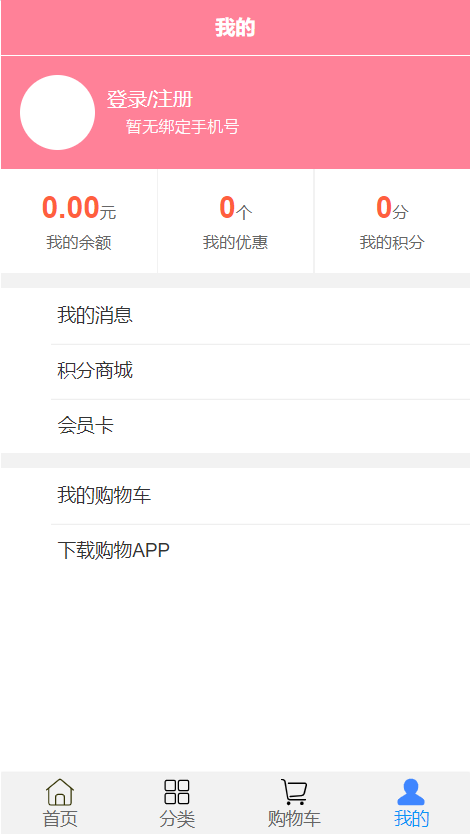 我的
登录/注册
暂无绑定手机号
0.00元
0个
0分
我的余额
我的优惠
我的积分
我的消息
积分商城
会员卡
我的购物车
下载购物APP
首页
分类
购物车
我的